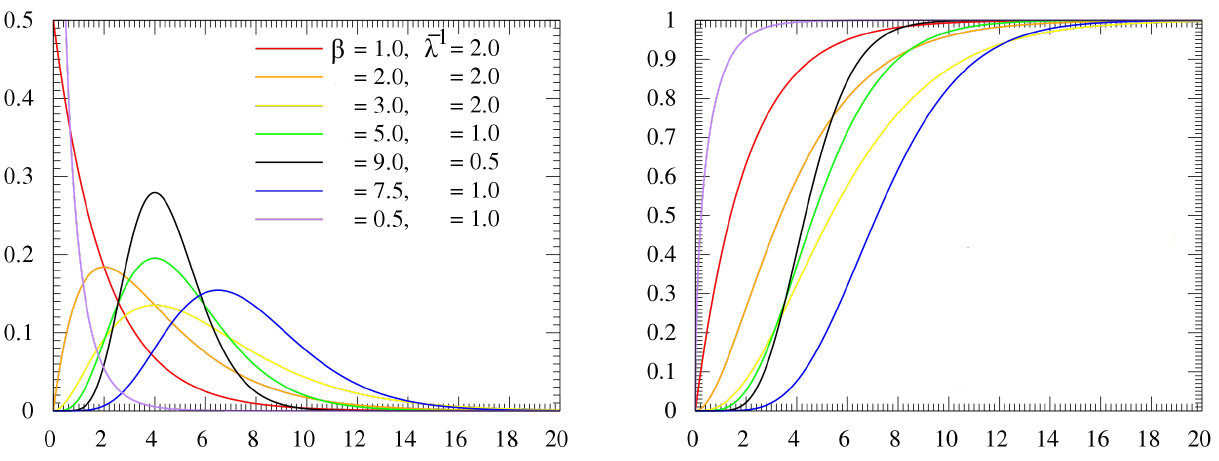 0.5
0.4
0.3
0.2
0.1
0
0 2 4 6 8 10 12 14 16 18 20
β = 1.0, λ̄⁻¹ = 2.0
= 2.0, = 2.0
= 3.0, = 2.0
= 5.0, = 1.0
= 9.0, = 0.5
= 7.5, = 1.0
= 0.5, = 1.0
1
0.9
0.8
0.7
0.6
0.5
0.4
0.3
0.2
0.1
0
0 2 4 6 8 10 12 14 16 18 20